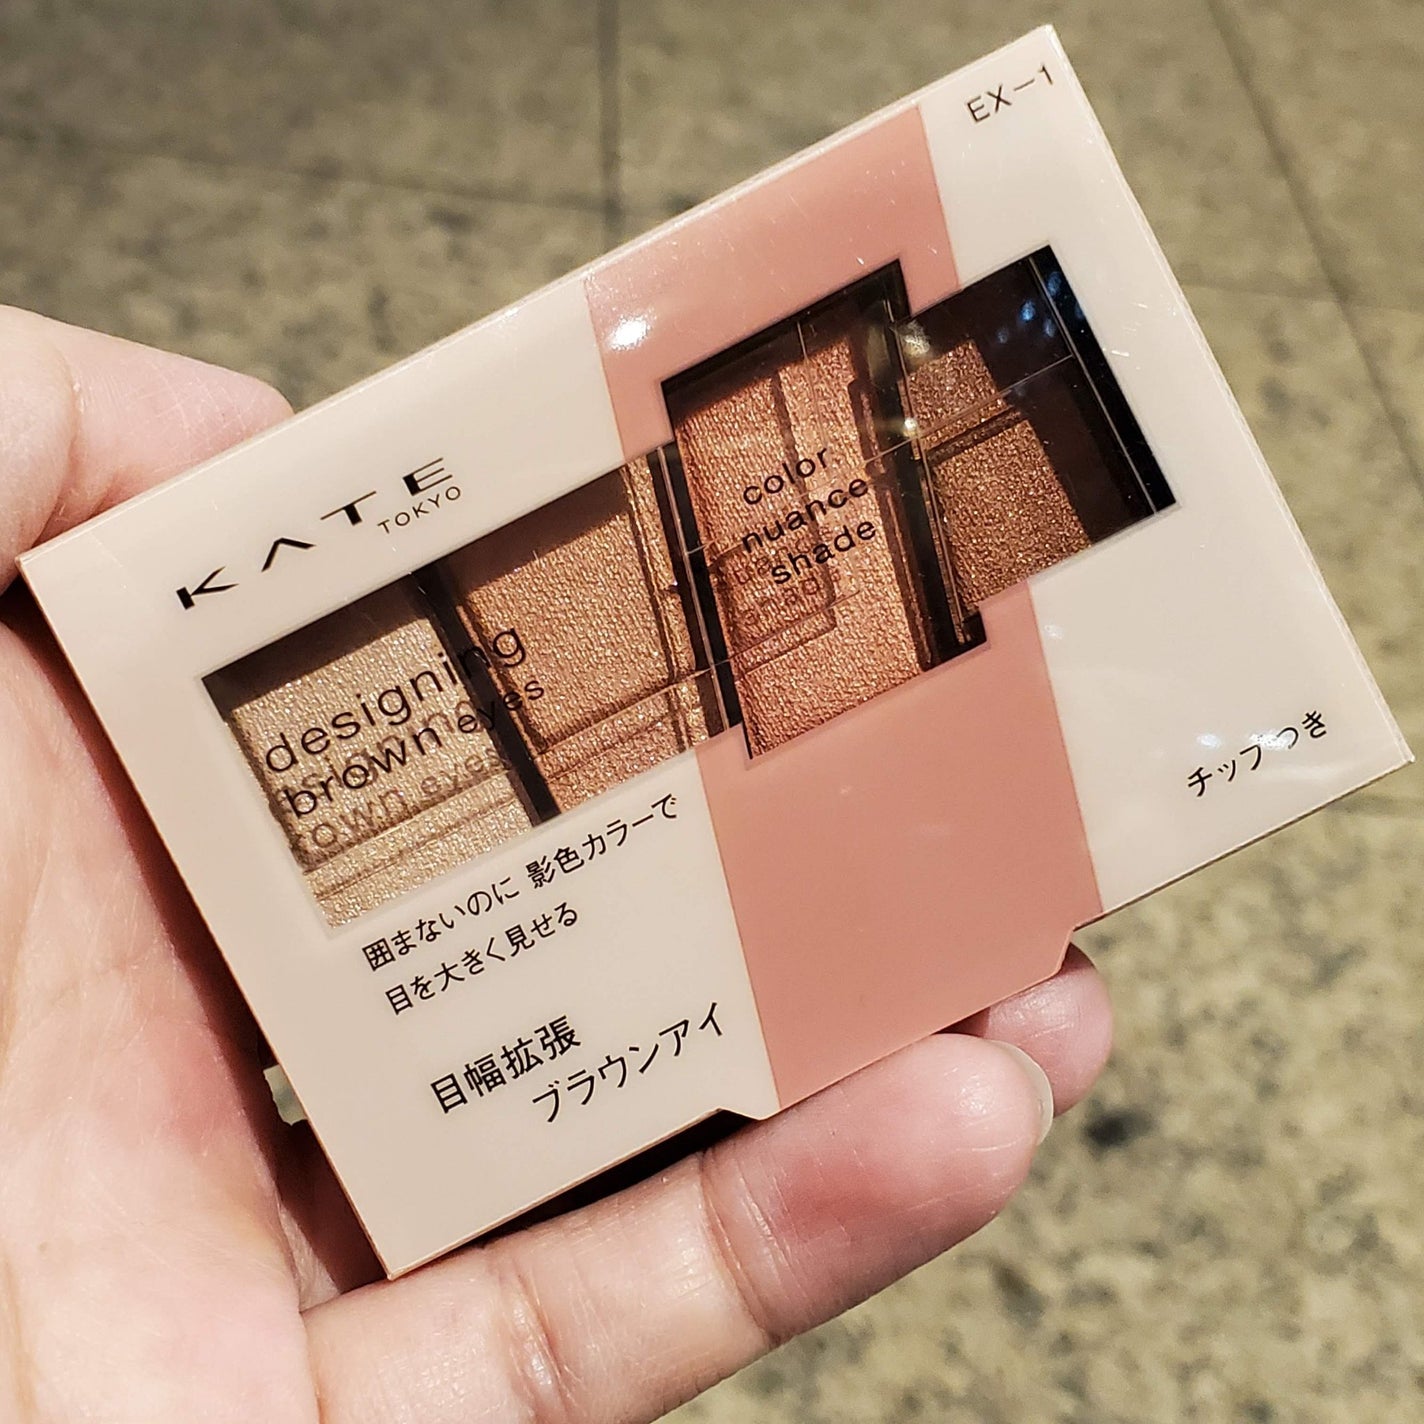 EX-1
KATE
TOKYO
designing
brown eyes
color
nuance
shade
囲まないのに 影色カラーで
目を大きく見せる
目幅拡張
ブラウンアイ
チップつき